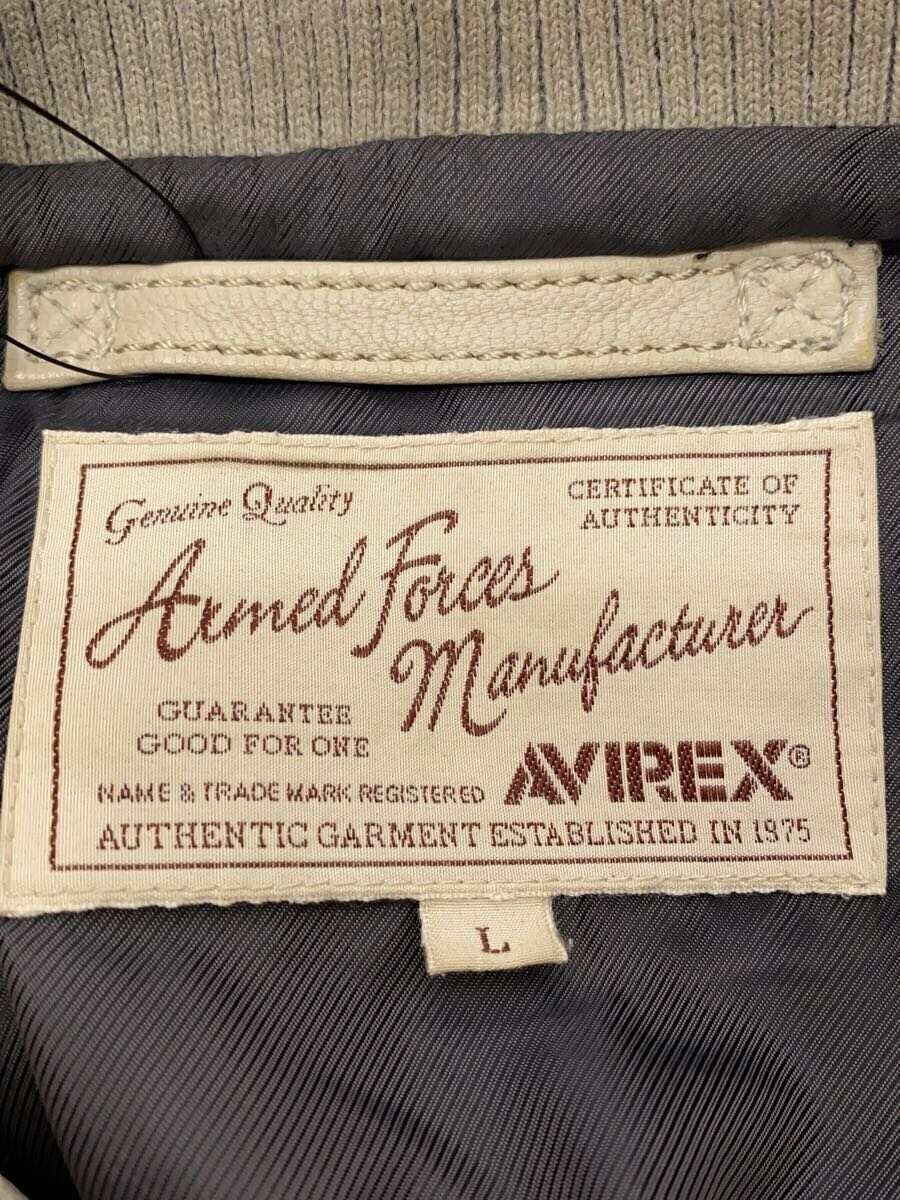 Genuine Quality
CERTIFICATE OF
AUTHENTICITY
Armed Forces
Manufacturer
GUARANTEE
GOOD FOR ONE
NAME & TRADE MARK REGISTERED
AVIREX®
AUTHENTIC GARMENT ESTABLISHED IN 1975
L